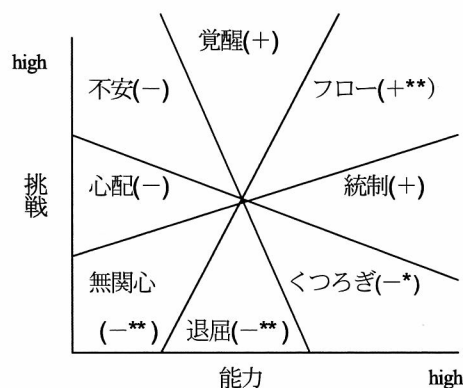 覚醒(+)
high
不安(−)
フロー(+**)
心配(−)
統制(+)
挑戦
無関心
(−**)
退屈(−**)
くつろぎ(−*)
能力
high